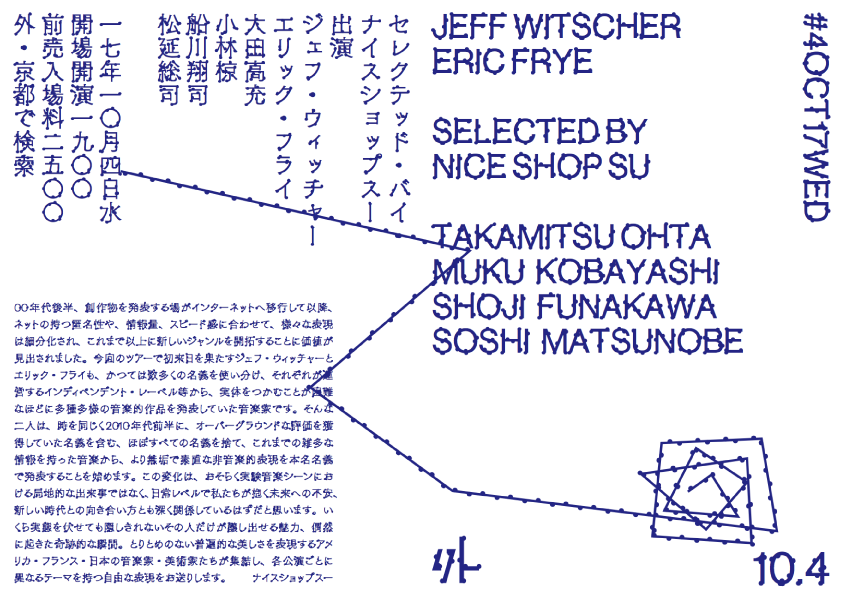 JEFF WITSCHER
ERIC FRYE
SELECTED BY
NICE SHOP SU
TAKAMITSU OHTA
MUKU KOBAYASHI
SHOJI FUNAKAWA
SOSHI MATSUNOBE
#4OCT17WED
セレクテッド・バイ
ナイスショップスー
出演
ジェフ・ウィッチャー
エリック・フライ
大田高充
小林椋
船川翔司
松延総司
一七年一〇月四日水
開場開演一九〇〇
前売入場料二五〇〇
外・京都で検索
00年代後半、創作物を発表する場がインターネットへ移行して以降、
ネットの持つ匿名性や、情報量、スピード感に合わせて、様々な表現
は細分化され、これまで以上に新しいジャンルを開拓することに価値が
見出されました。今回のツアーで初来日を果たすジェフ・ウィッチャーと
エリック・フライも、かつては数多くの名義を使い分け、それぞれが運
営するインディペンデント・レーベル等から、実体をつかむことが困難
なほどに多種多様の音楽的作品を発表していた音楽家です。そんな
二人は、時を同じく2010年代前半に、オーバーグラウンドな評価を獲
得していた名義を含む、ほぼすべての名義を捨て、これまでの雑多な
情報を持った音楽から、より無垢で素直な非音楽的表現を本名名義
で発表することを始めます。この変化は、おそらく実験音楽シーンにお
ける局地的な出来事ではなく、日常レベルで私たちが抱く未来への不安、
新しい時代との向き合い方とも深く関係しているはずだと思います。い
くら実態を伏せても隠しきれないその人だけが醸し出せる魅力、偶然
に起きた奇跡的な瞬間。とりとめのない普遍的な美しさを表現するアメ
リカ・フランス・日本の音楽家・美術家たちが集結し、各公演ごとに
異なるテーマを持つ自由な表現をお送りします。 ナイスショップスー
外
10.4